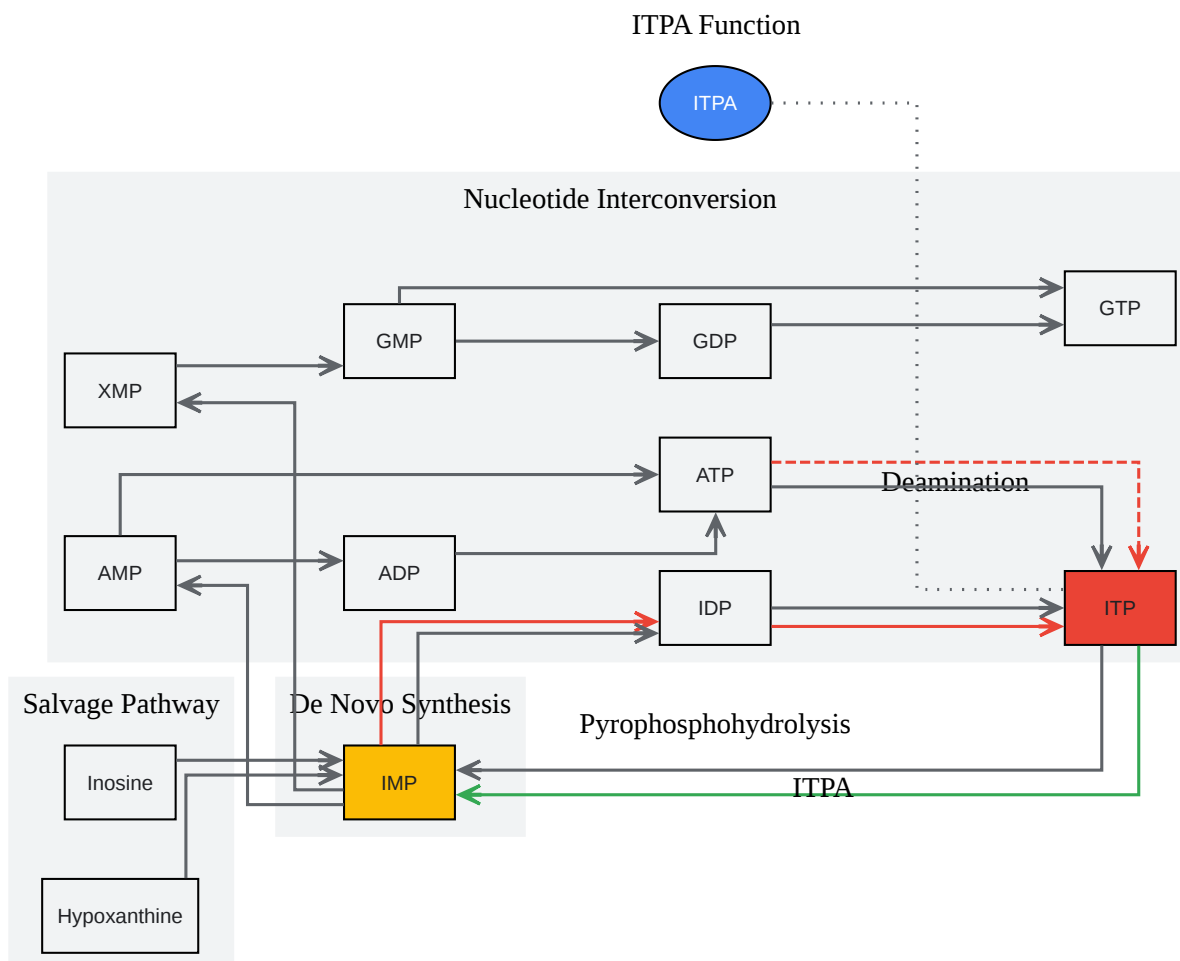 ITPA Function
ITPA
Nucleotide Interconversion
GTP
GMP
GDP
XMP
ATP
Deamination
AMP
ADP
IDP
ITP
Salvage Pathway
De Novo Synthesis
Pyrophosphohydrolysis
Inosine
IMP
ITPA
Hypoxanthine